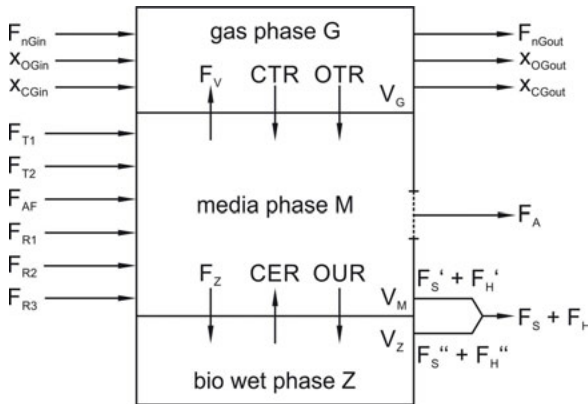 gas phase G
F_nGin F_nGout
x_OGin x_OGout
x_CGin F_V CTR OTR V_G x_CGout
F_T1
F_T2
F_AF media phase M F_A
F_R1
F_R2 F_Z CER OUR F_S‘ + F_H‘
F_R3 V_M F_S + F_H
V_Z
F_S“ + F_H“
bio wet phase Z